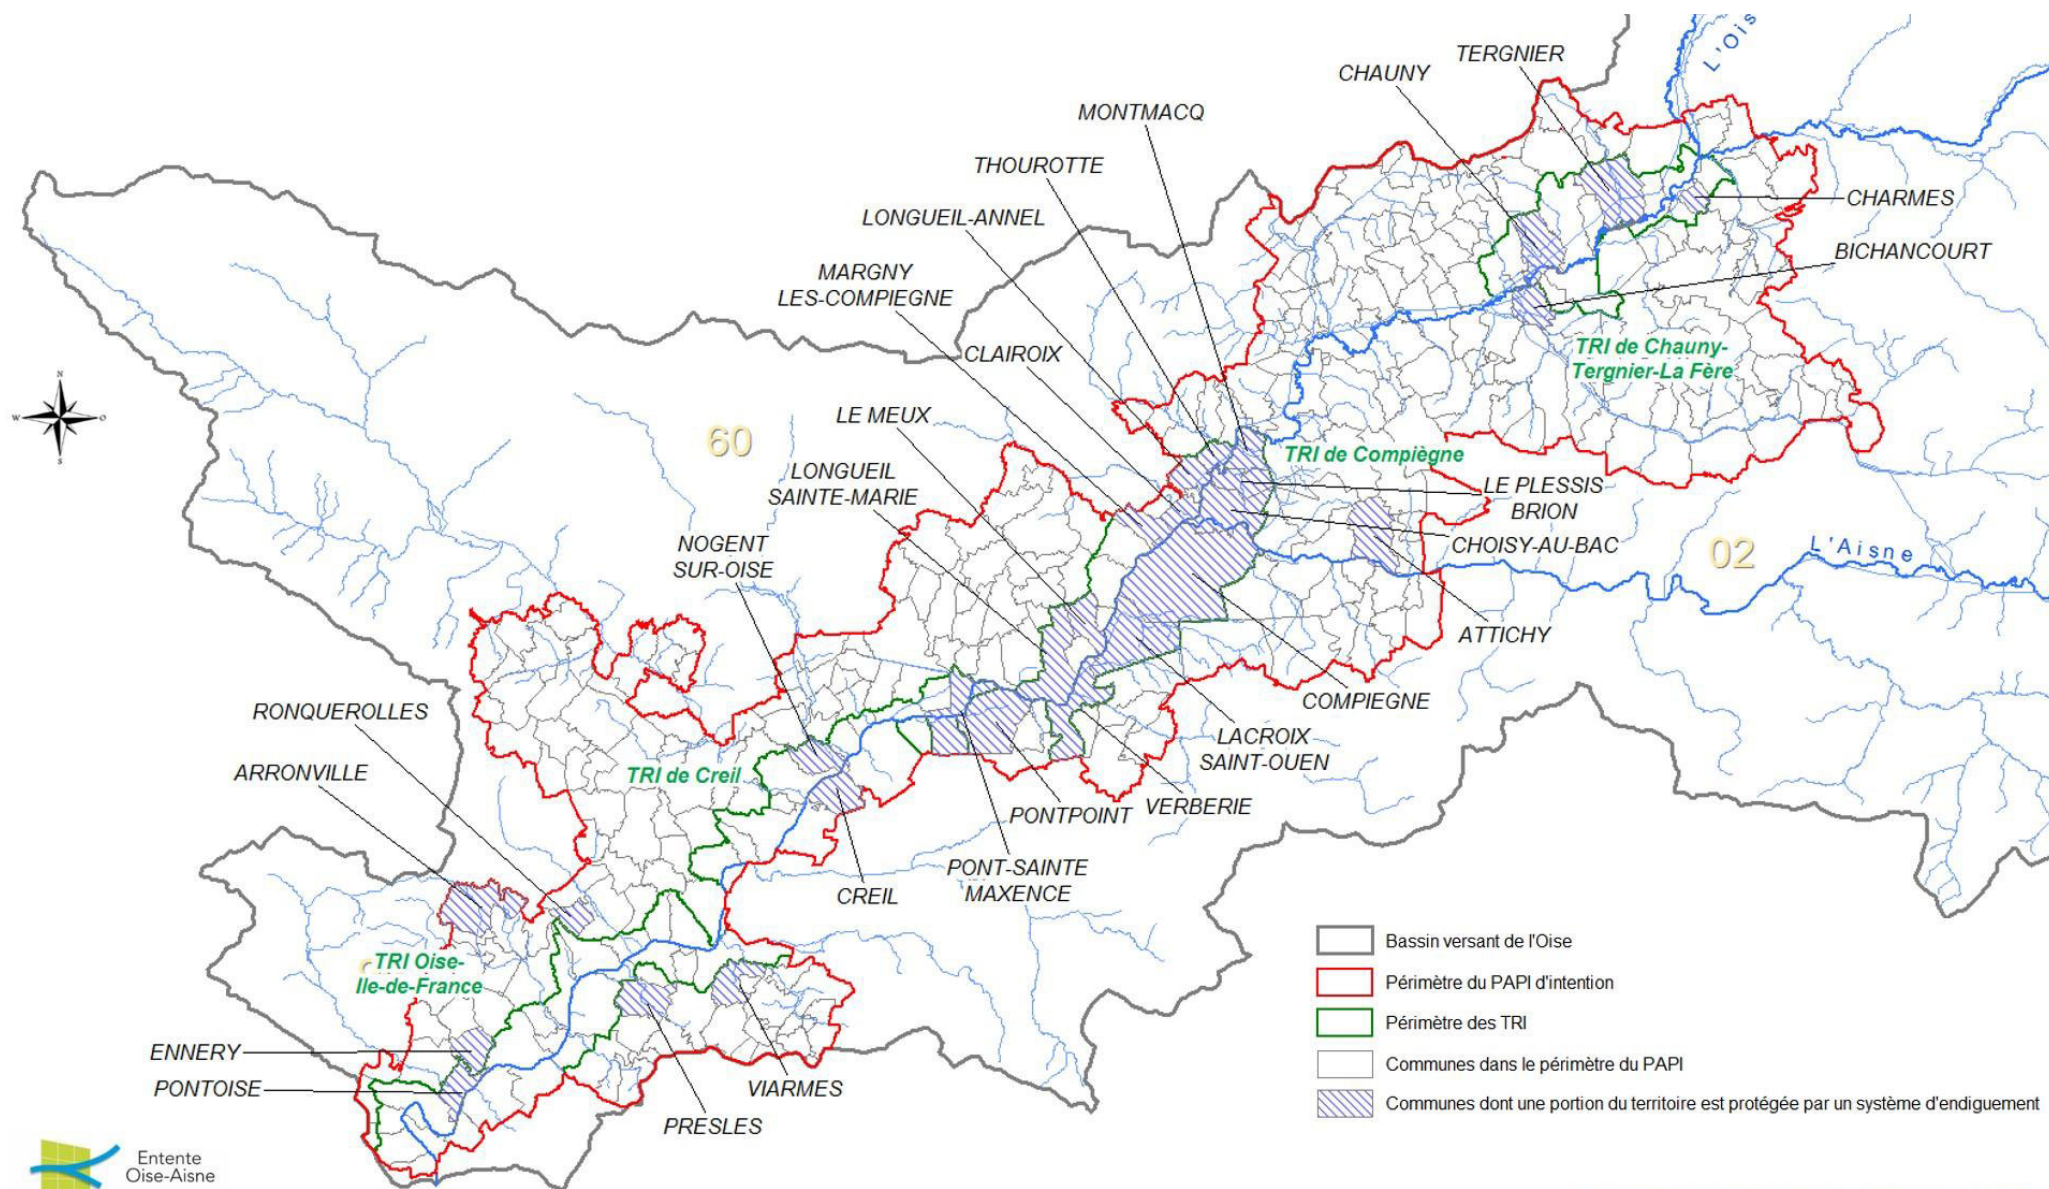 L'Ois
TERGNIER
CHAUNY
MONTMACQ
THOUROTTE
CHARMES
LONGUEIL-ANNEL
BICHANCOURT
MARGNY
LES-COMPIEGNE
CLAIROIX
TRI de Chauny-
Tergnier-La Fère
N
W
O
S
LE MEUX
60
TRI de Compiègne
LONGUEIL
SAINTE-MARIE
LE PLESSIS
BRION
NOGENT
SUR-OISE
CHOISY-AU-BAC
02
L'Aisne
ATTICHY
COMPIEGNE
RONQUEROLLES
LACROIX
SAINT-OUEN
ARRONVILLE
TRI de Creil
PONTPOINT
VERBERIE
PONT-SAINTE
MAXENCE
CREIL
TRI Oise-
Ile-de-France
ENNERY
PONTOISE
VIARMES
PRESLES
Bassin versant de l'Oise
Périmètre du PAPI d'intention
Périmètre des TRI
Communes dans le périmètre du PAPI
Communes dont une portion du territoire est protégée par un système d'endiguement
Entente
Oise-Aisne